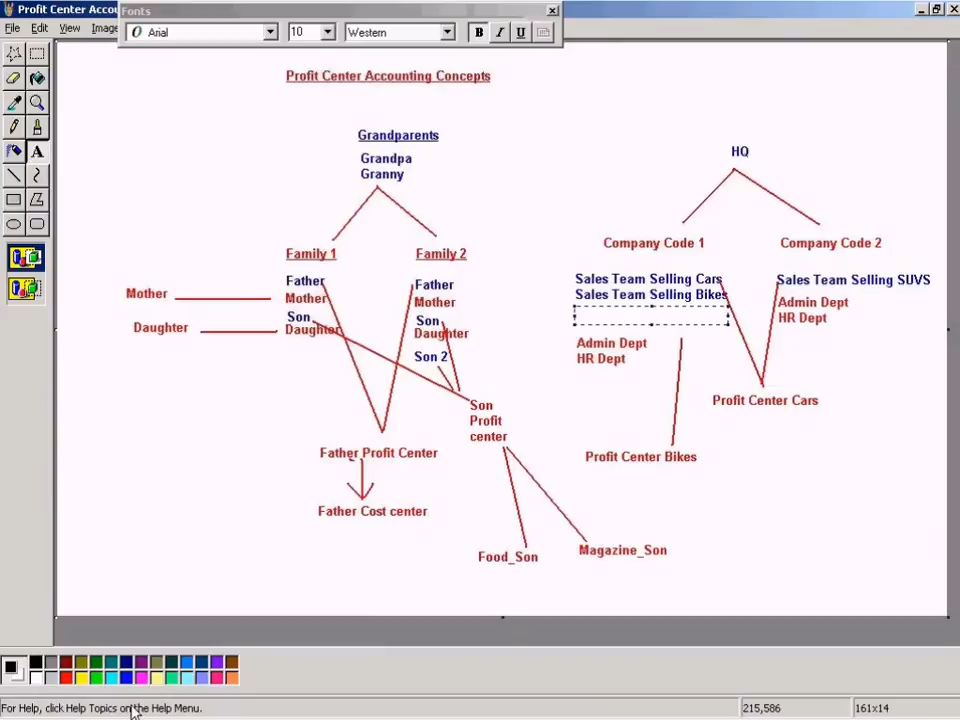 Profit Center Accou
Fonts
File Edit View Image
Arial
10
Western
B I U
A
Profit Center Accounting Concepts
Grandparents
Grandpa
Granny
HQ
Family 1
Family 2
Company Code 1
Company Code 2
Father
Mother
Son
Daughter
Mother
Daughter
Father
Mother
Son
Daughter
Son 2
Sales Team Selling Cars
Sales Team Selling Bikes
Admin Dept
HR Dept
Sales Team Selling SUVS
Admin Dept
HR Dept
Son
Profit
center
Profit Center Cars
Father Profit Center
Profit Center Bikes
Father Cost center
Food_Son
Magazine_Son
For Help, click Help Topics on the Help Menu.
215,586
161x14